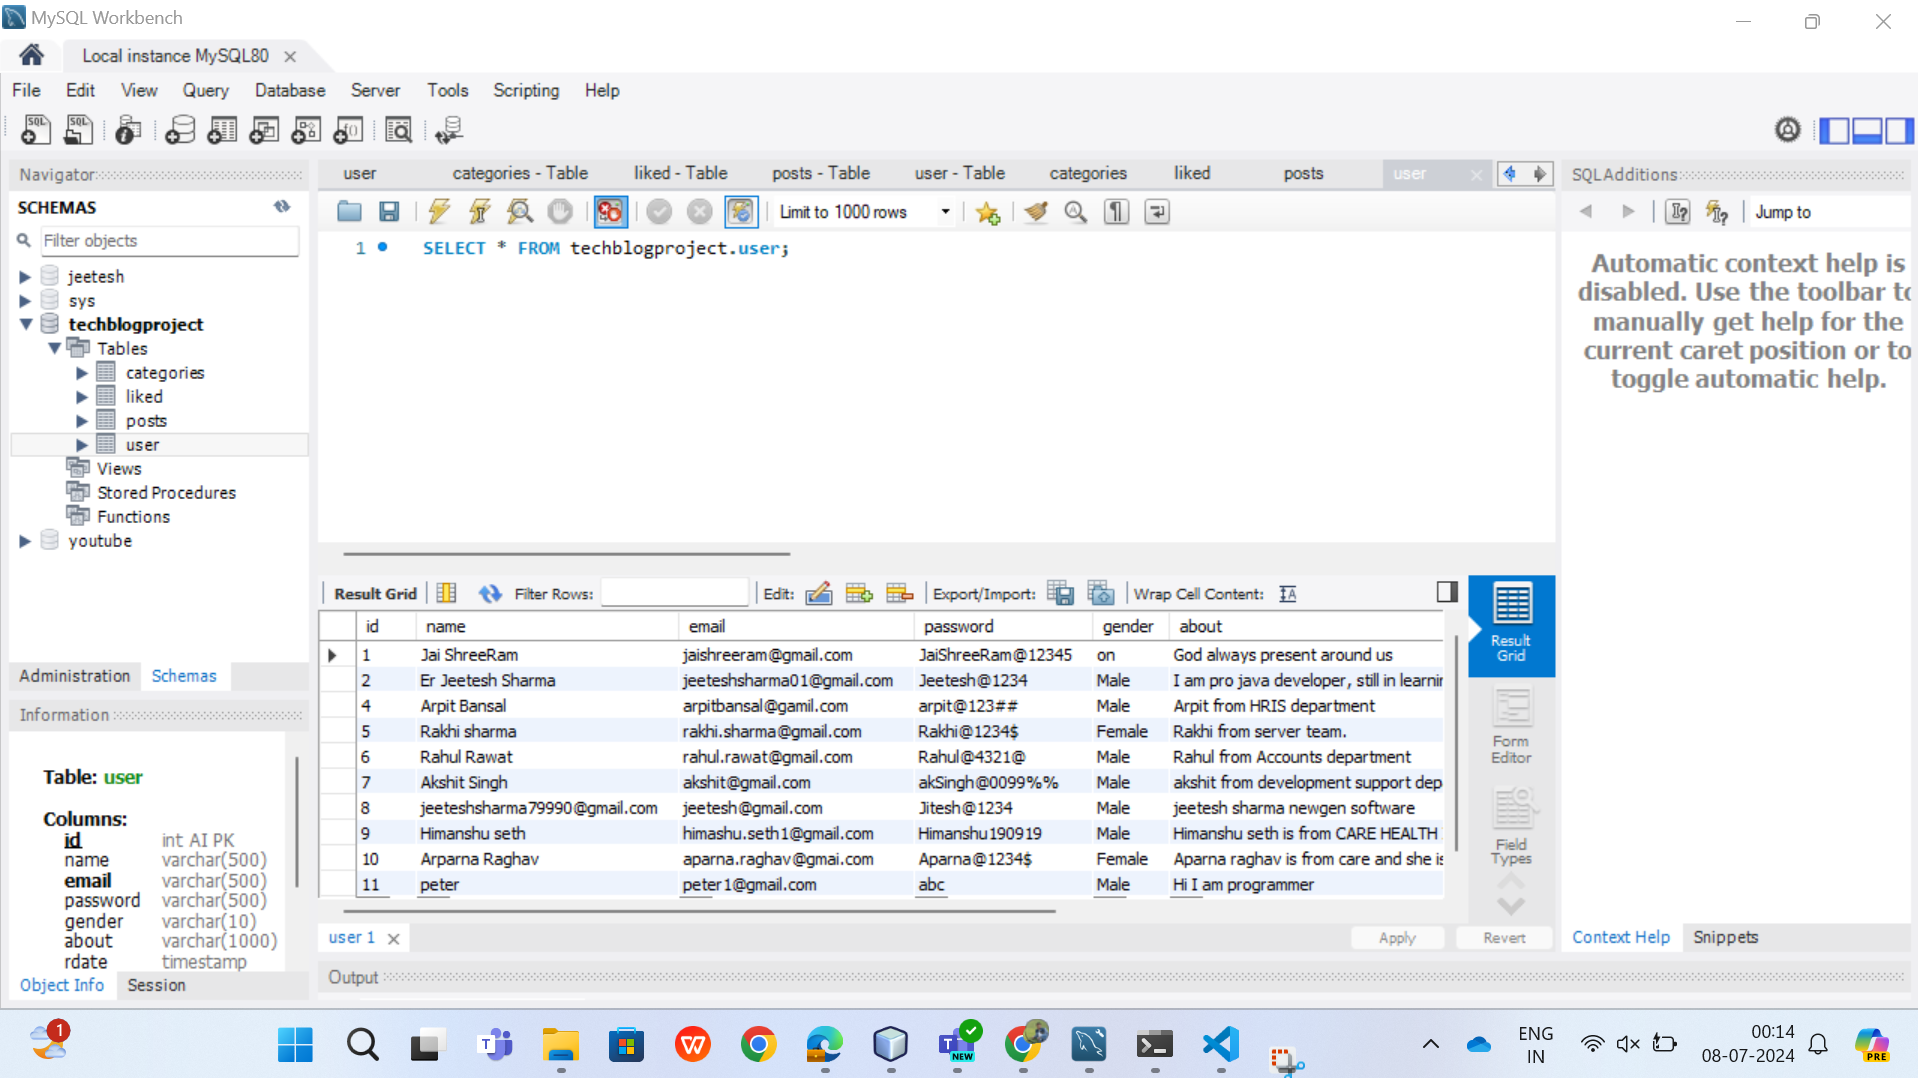 MySQL Workbench
Local instance MySQL80
File Edit View Query Database Server Tools Scripting Help
Navigator
SCHEMAS
Filter objects
jeetesh
sys
techblogproject
Tables
categories
liked
posts
user
Views
Stored Procedures
Functions
youtube
Administration Schemas
Information
Table: user
Columns:
id int AI PK
name varchar(500)
email varchar(500)
password varchar(500)
gender varchar(10)
about varchar(1000)
rdate timestamp
Object Info Session
user categories - Table liked - Table posts - Table user - Table categories liked posts user
Limit to 1000 rows
1 SELECT * FROM techblogproject.user;
Result Grid Filter Rows: Edit: Export/Import: Wrap Cell Content:
id name email password gender about
1 Jai ShreeRam jaishreeram@gmail.com JaiShreeRam@12345 on God always present around us
2 Er Jeetesh Sharma jeeteshsharma01@gmail.com Jeetesh@1234 Male I am pro java developer, still in learnin
4 Arpit Bansal arpitbansal@gamil.com arpit@123## Male Arpit from HRIS department
5 Rakhi sharma rakhi.sharma@gmail.com Rakhi@1234$ Female Rakhi from server team.
6 Rahul Rawat rahul.rawat@gmail.com Rahul@4321@ Male Rahul from Accounts department
7 Akshit Singh akshit@gmail.com akSingh@0099%% Male akshit from development support dep
8 jeeteshsharma79990@gmail.com jeetesh@gmail.com Jitesh@1234 Male jeetesh sharma newgen software
9 Himanshu seth himashu.seth1@gmail.com Himanshu190919 Male Himanshu seth is from CARE HEALTH
10 Arparna Raghav aparna.raghav@gmai.com Aparna@1234$ Female Aparna raghav is from care and she is
11 peter peter1@gmail.com abc Male Hi I am programmer
Result
Grid
Form
Editor
Field
Types
user 1 Apply Revert
Output
SQLAdditions
Jump to
Automatic context help is
disabled. Use the toolbar to
manually get help for the
current caret position or to
toggle automatic help.
Context Help Snippets
1
NEW
ENG
IN
00:14
08-07-2024
PRE